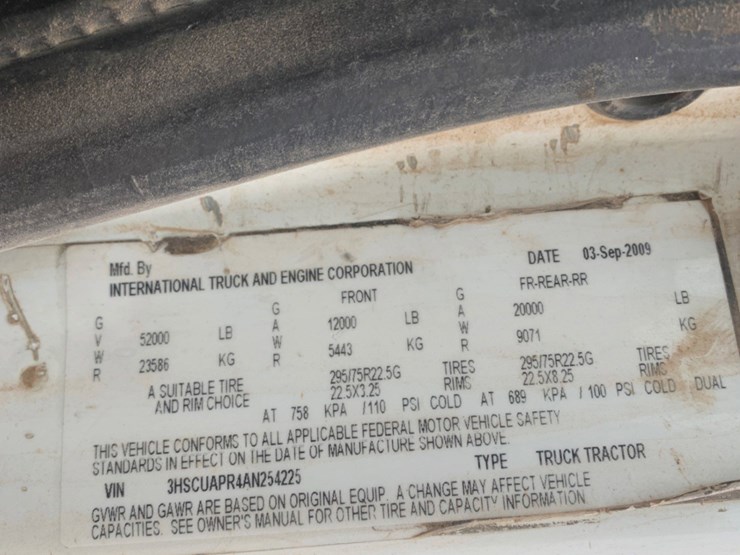 Mfd. By
INTERNATIONAL TRUCK AND ENGINE CORPORATION
DATE 03-Sep-2009
FRONT
FR-REAR-RR
GVWR 52000 LB
23586 KG
GAWR 12000 LB
5443 KG
GAWR 20000 LB
9071 KG
A SUITABLE TIRE
AND RIM CHOICE
295/75R22.5G TIRES
22.5X3.25 RIMS
295/75R22.5G TIRES
22.5X8.25 RIMS
AT 758 KPA /110 PSI COLD AT 689 KPA / 100 PSI COLD DUAL
THIS VEHICLE CONFORMS TO ALL APPLICABLE FEDERAL MOTOR VEHICLE SAFETY
STANDARDS IN EFFECT ON THE DATE OF MANUFACTURE SHOWN ABOVE.
VIN 3HSCUAPR4AN254225 TYPE TRUCK TRACTOR
GVWR AND GAWR ARE BASED ON ORIGINAL EQUIP. A CHANGE MAY AFFECT VEHICLE
CAPACITIES. SEE OWNER'S MANUAL FOR OTHER TIRE AND CAPACITY INFORMATION